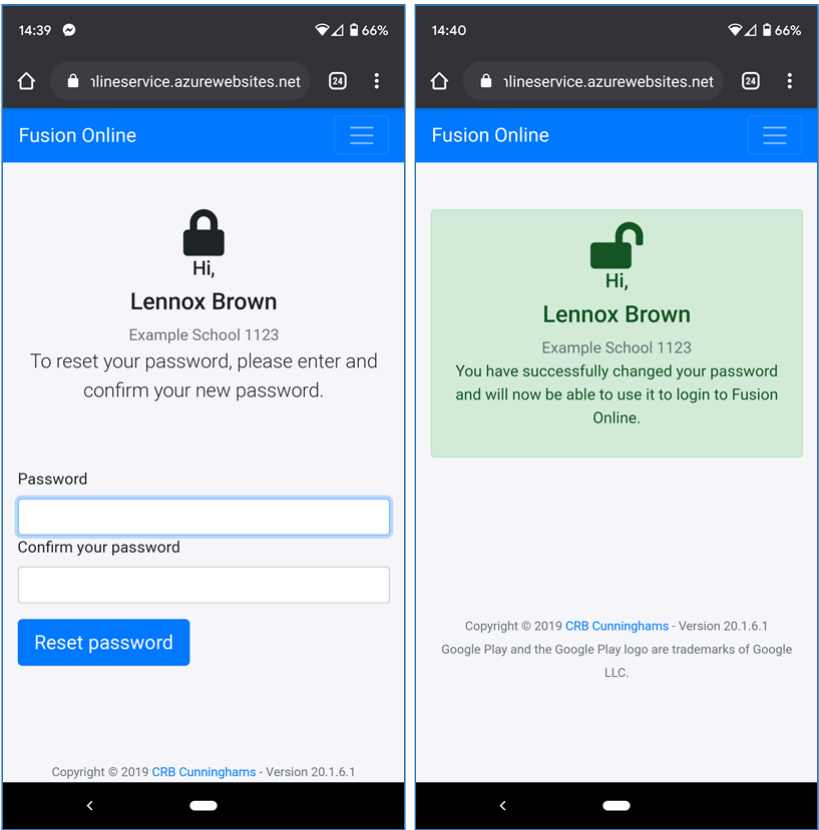 14:39 66%
nlineservice.azurewebsites.net 24
Fusion Online
Hi,
Lennox Brown
Example School 1123
To reset your password, please enter and
confirm your new password.
Password
Confirm your password
Reset password
Copyright © 2019 CRB Cunninghams - Version 20.1.6.1
14:40 66%
nlineservice.azurewebsites.net 24
Fusion Online
Hi,
Lennox Brown
Example School 1123
You have successfully changed your password
and will now be able to use it to login to Fusion
Online.
Copyright © 2019 CRB Cunninghams - Version 20.1.6.1
Google Play and the Google Play logo are trademarks of Google
LLC.